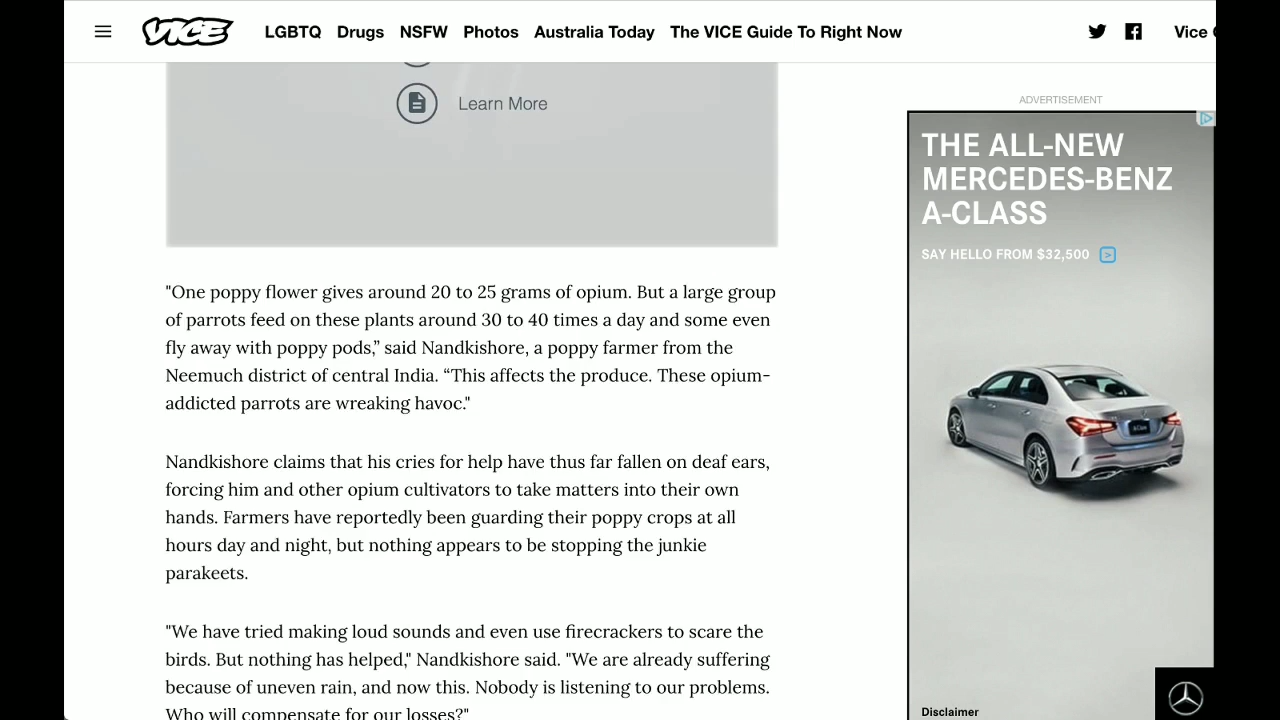 VICE LGBTQ Drugs NSFW Photos Australia Today The VICE Guide To Right Now Vice
Learn More
"One poppy flower gives around 20 to 25 grams of opium. But a large group
of parrots feed on these plants around 30 to 40 times a day and some even
fly away with poppy pods,” said Nandkishore, a poppy farmer from the
Neemuch district of central India. “This affects the produce. These opium-
addicted parrots are wreaking havoc."
Nandkishore claims that his cries for help have thus far fallen on deaf ears,
forcing him and other opium cultivators to take matters into their own
hands. Farmers have reportedly been guarding their poppy crops at all
hours day and night, but nothing appears to be stopping the junkie
parakeets.
"We have tried making loud sounds and even use firecrackers to scare the
birds. But nothing has helped," Nandkishore said. "We are already suffering
because of uneven rain, and now this. Nobody is listening to our problems.
Who will compensate for our losses?"
ADVERTISEMENT
THE ALL-NEW
MERCEDES-BENZ
A-CLASS
SAY HELLO FROM $32,500
Disclaimer